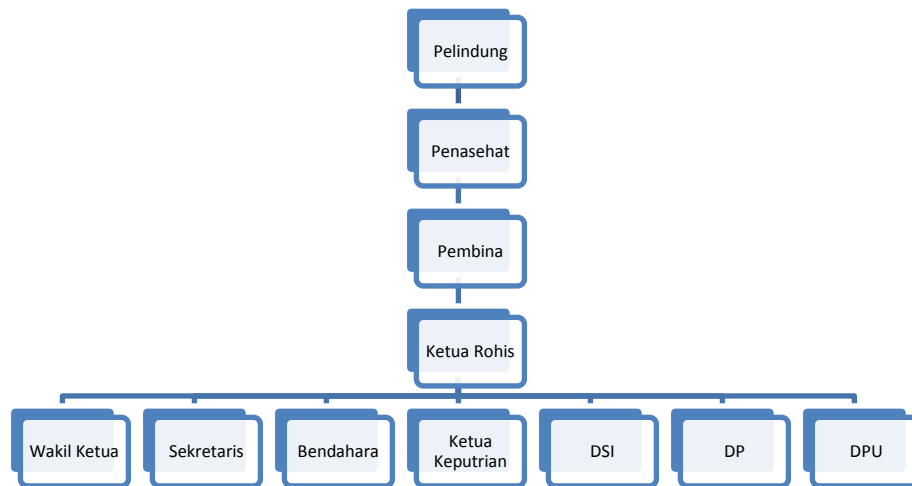 Pelindung
Penasehat
Pembina
Ketua Rohis
Wakil Ketua
Sekretaris
Bendahara
Ketua
Keputrian
DSI
DP
DPU